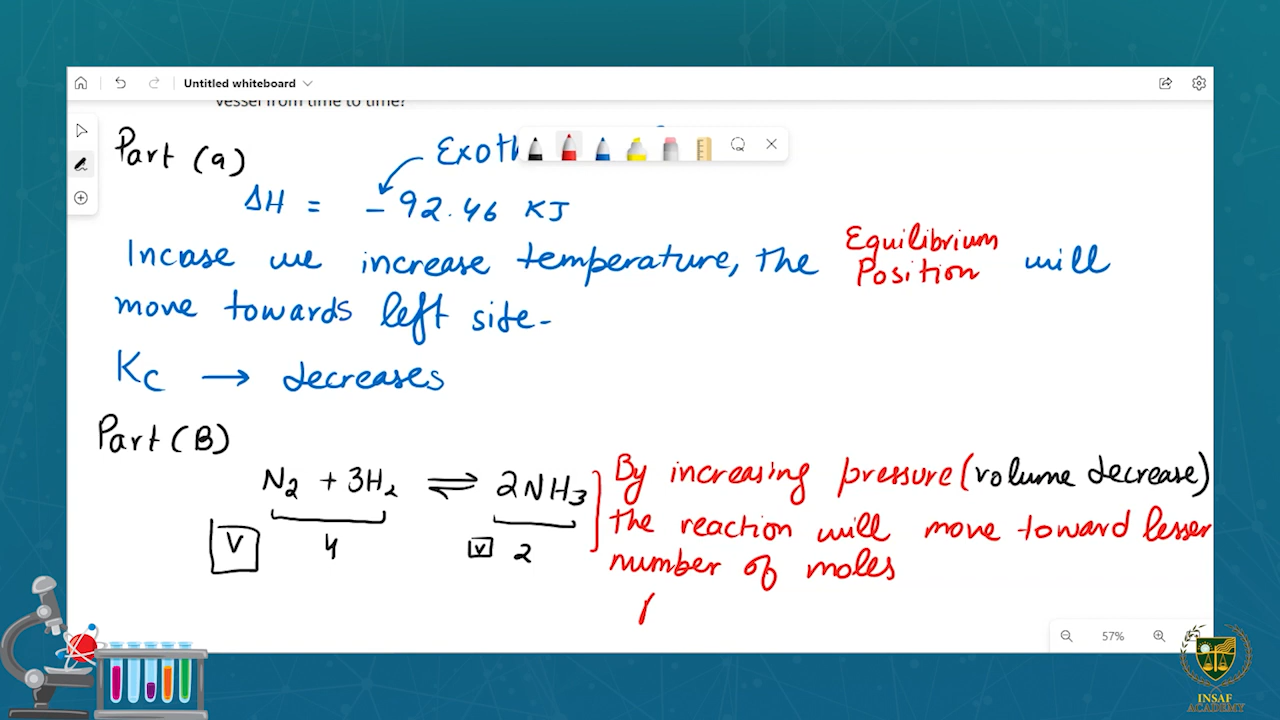 Untitled whiteboard
vessel from time to time?
Part (a)
Exoth
ΔH = -92.46 KJ
Incase we increase temperature, the Equilibrium Position will
move towards left side-
Kc → decreases
Part (B)
N2 + 3H2 ⇌ 2NH3
V 4 V 2
By increasing pressure (volume decrease)
the reaction will move toward lesser
number of moles
57%
INSAF
ACADEMY